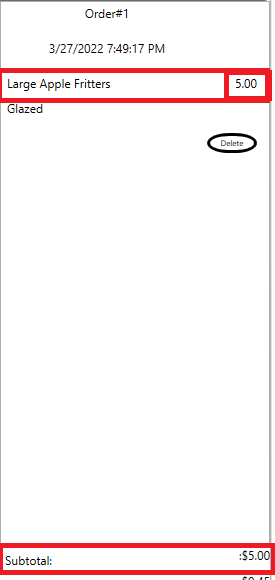 Order#1
3/27/2022 7:49:17 PM
Large Apple Fritters 5.00
Glazed
Delete
Subtotal: :$5.00